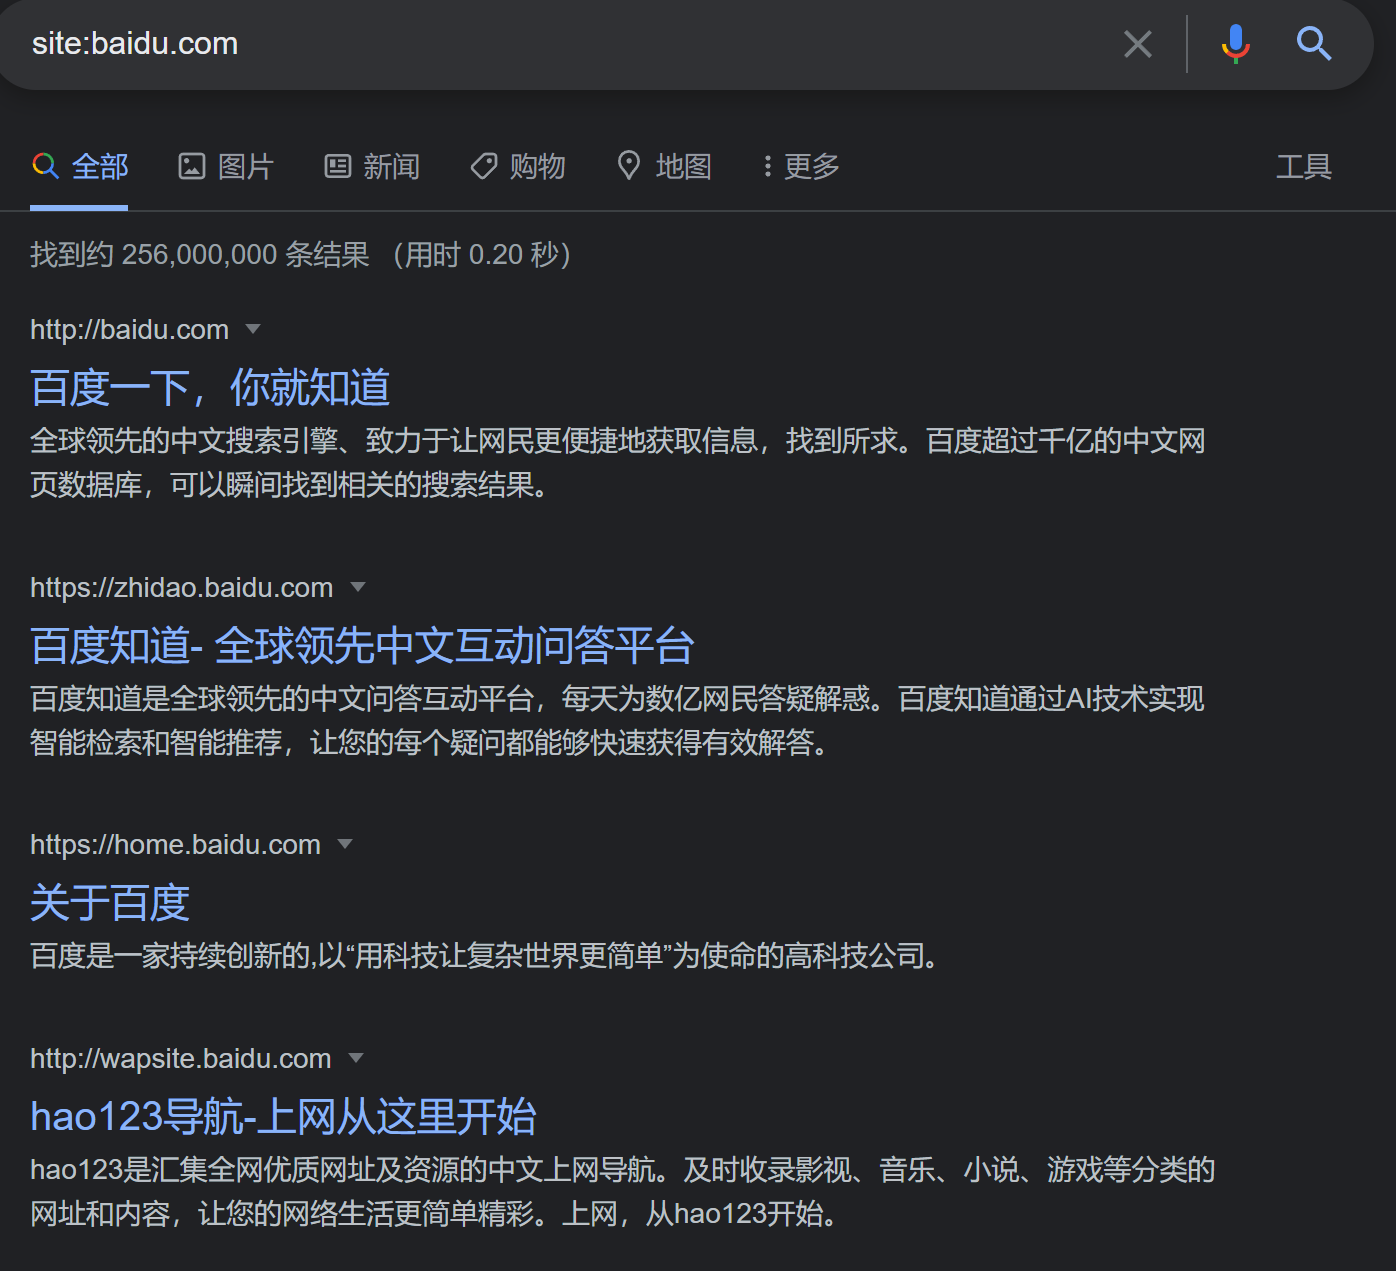 site:baidu.com
全部 图片 新闻 购物 地图 更多 工具
找到约 256,000,000 条结果 （用时 0.20 秒）
http://baidu.com
百度一下，你就知道
全球领先的中文搜索引擎、致力于让网民更便捷地获取信息，找到所求。百度超过千亿的中文网
页数据库，可以瞬间找到相关的搜索结果。
https://zhidao.baidu.com
百度知道- 全球领先中文互动问答平台
百度知道是全球领先的中文问答互动平台，每天为数亿网民答疑解惑。百度知道通过AI技术实现
智能检索和智能推荐，让您的每个疑问都能够快速获得有效解答。
https://home.baidu.com
关于百度
百度是一家持续创新的,以“用科技让复杂世界更简单”为使命的高科技公司。
http://wapsite.baidu.com
hao123导航-上网从这里开始
hao123是汇集全网优质网址及资源的中文上网导航。及时收录影视、音乐、小说、游戏等分类的
网址和内容，让您的网络生活更简单精彩。上网，从hao123开始。